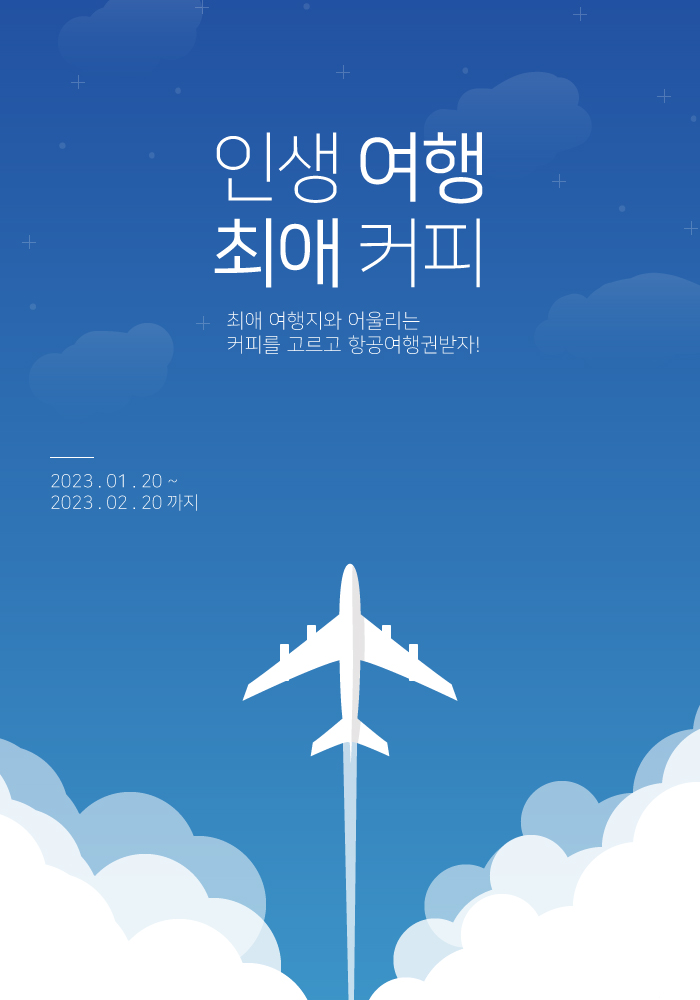 인생 여행
최애 커피
최애 여행지와 어울리는
커피를 고르고 항공여행권받자!
2023 . 01 . 20 ~
2023 . 02 . 20 까지